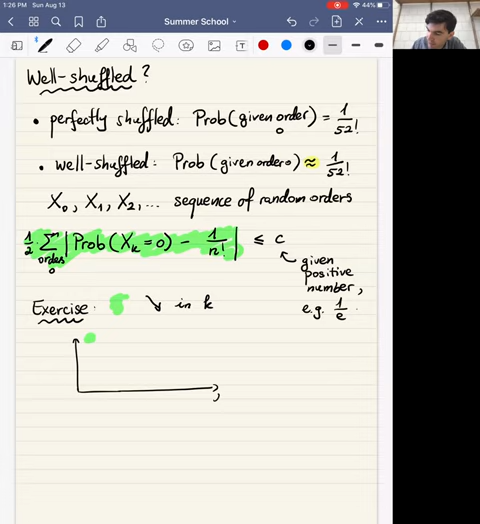 1:26 PM Sun Aug 13
44%
Summer School
Well-shuffled?
• perfectly shuffled: Prob(given order o) = 1/52!
• well-shuffled: Prob(given order o) ≈ 1/52!
X₀, X₁, X₂, ... sequence of random orders
1/2 · ∑ orders o |Prob(X_k = o) - 1/n!| ≤ c
given
positive
number,
e.g. 1/e
Exercise: ↘ in k